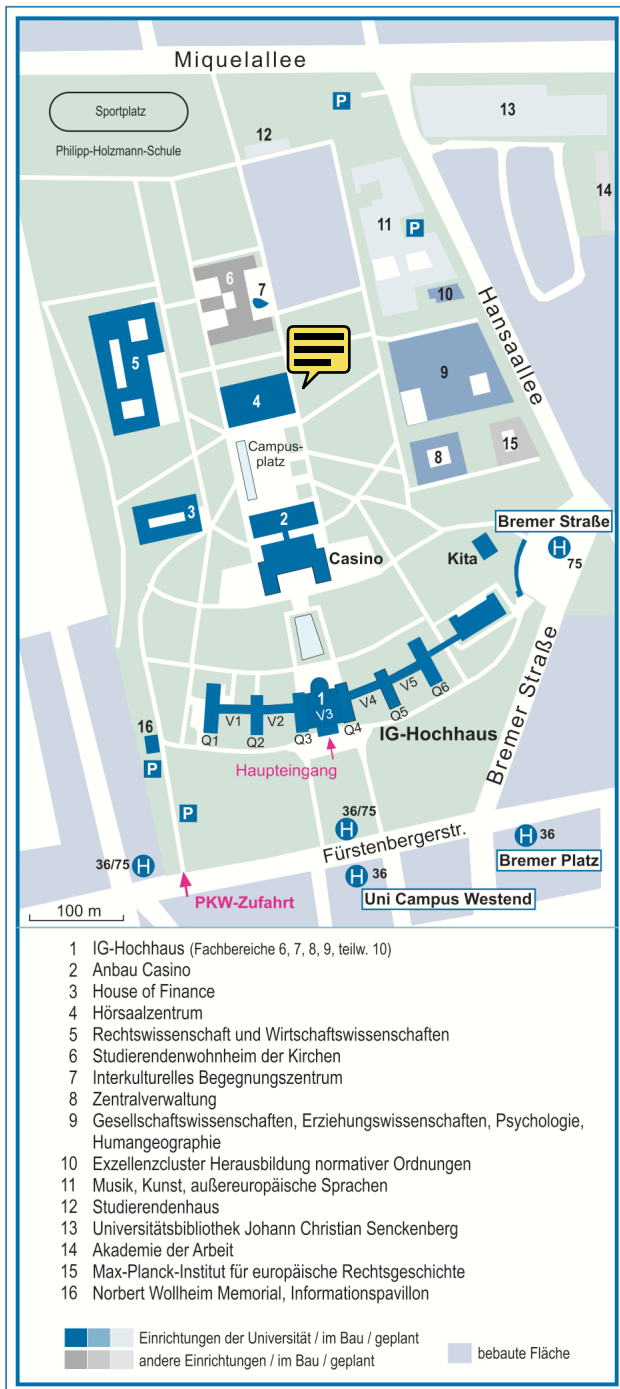 Miquelallee
Sportplatz
Philipp-Holzmann-Schule
P
12
13
14
11
P
10
6
7
Hansaallee
5
4
9
8
15
Campus-
platz
3
2
Casino
Kita
Bremer Straße
H
75
1
V1
V2
V3
V4
V5
Q1
Q2
Q3
Q4
Q5
Q6
IG-Hochhaus
Bremer Straße
16
P
P
Haupteingang
36/75
H
Fürstenbergerstr.
36/75
H
H
36
Bremer Platz
H
36
Uni Campus Westend
PKW-Zufahrt
100 m
1 IG-Hochhaus (Fachbereiche 6, 7, 8, 9, teilw. 10)
2 Anbau Casino
3 House of Finance
4 Hörsaalzentrum
5 Rechtswissenschaft und Wirtschaftswissenschaften
6 Studierendenwohnheim der Kirchen
7 Interkulturelles Begegnungszentrum
8 Zentralverwaltung
9 Gesellschaftswissenschaften, Erziehungswissenschaften, Psychologie,
Humangeographie
10 Exzellenzcluster Herausbildung normativer Ordnungen
11 Musik, Kunst, außereuropäische Sprachen
12 Studierendenhaus
13 Universitätsbibliothek Johann Christian Senckenberg
14 Akademie der Arbeit
15 Max-Planck-Institut für europäische Rechtsgeschichte
16 Norbert Wollheim Memorial, Informationspavillon
Einrichtungen der Universität / im Bau / geplant
andere Einrichtungen / im Bau / geplant
bebaute Fläche